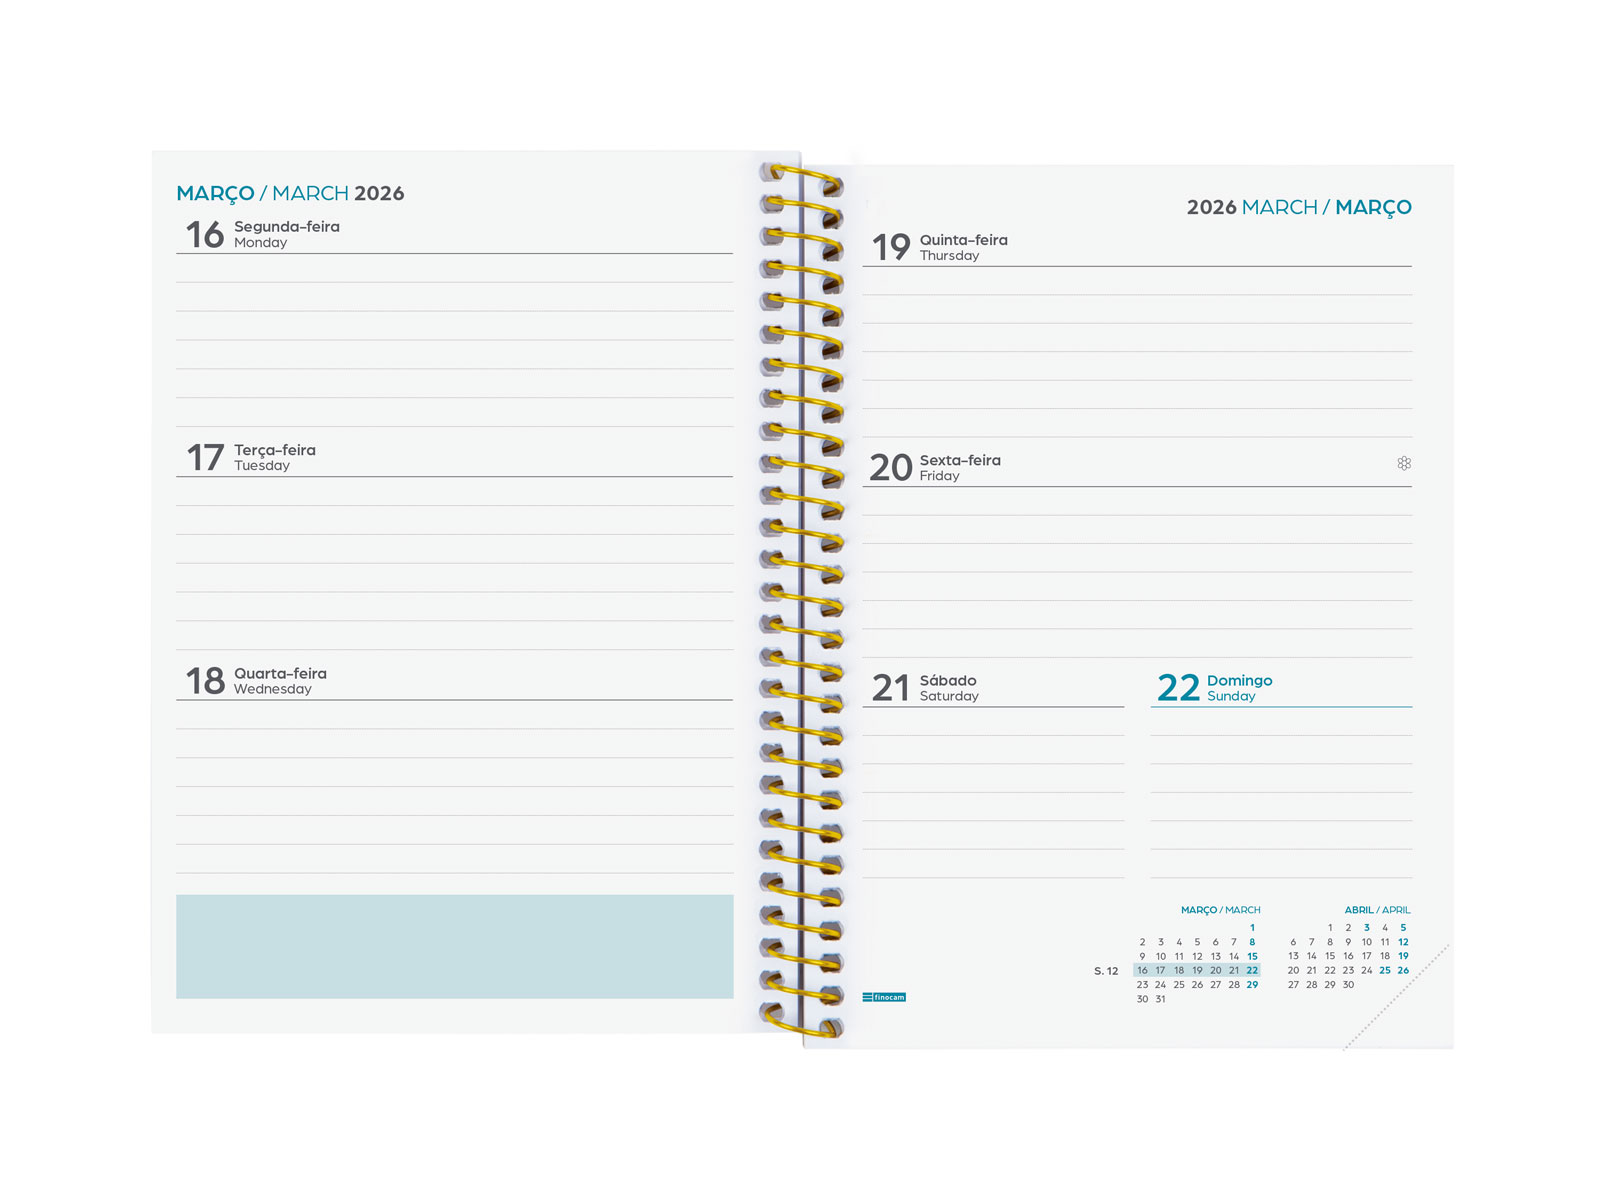 MARÇO / MARCH 2026
16 Segunda-feira
Monday
17 Terça-feira
Tuesday
18 Quarta-feira
Wednesday
2026 MARCH / MARÇO
19 Quinta-feira
Thursday
20 Sexta-feira
Friday
21 Sábado
Saturday
22 Domingo
Sunday
finocam
MARÇO / MARCH
1
2 3 4 5 6 7 8
9 10 11 12 13 14 15
S. 12 16 17 18 19 20 21 22
23 24 25 26 27 28 29
30 31
ABRIL / APRIL
1 2 3 4 5
6 7 8 9 10 11 12
13 14 15 16 17 18 19
20 21 22 23 24 25 26
27 28 29 30